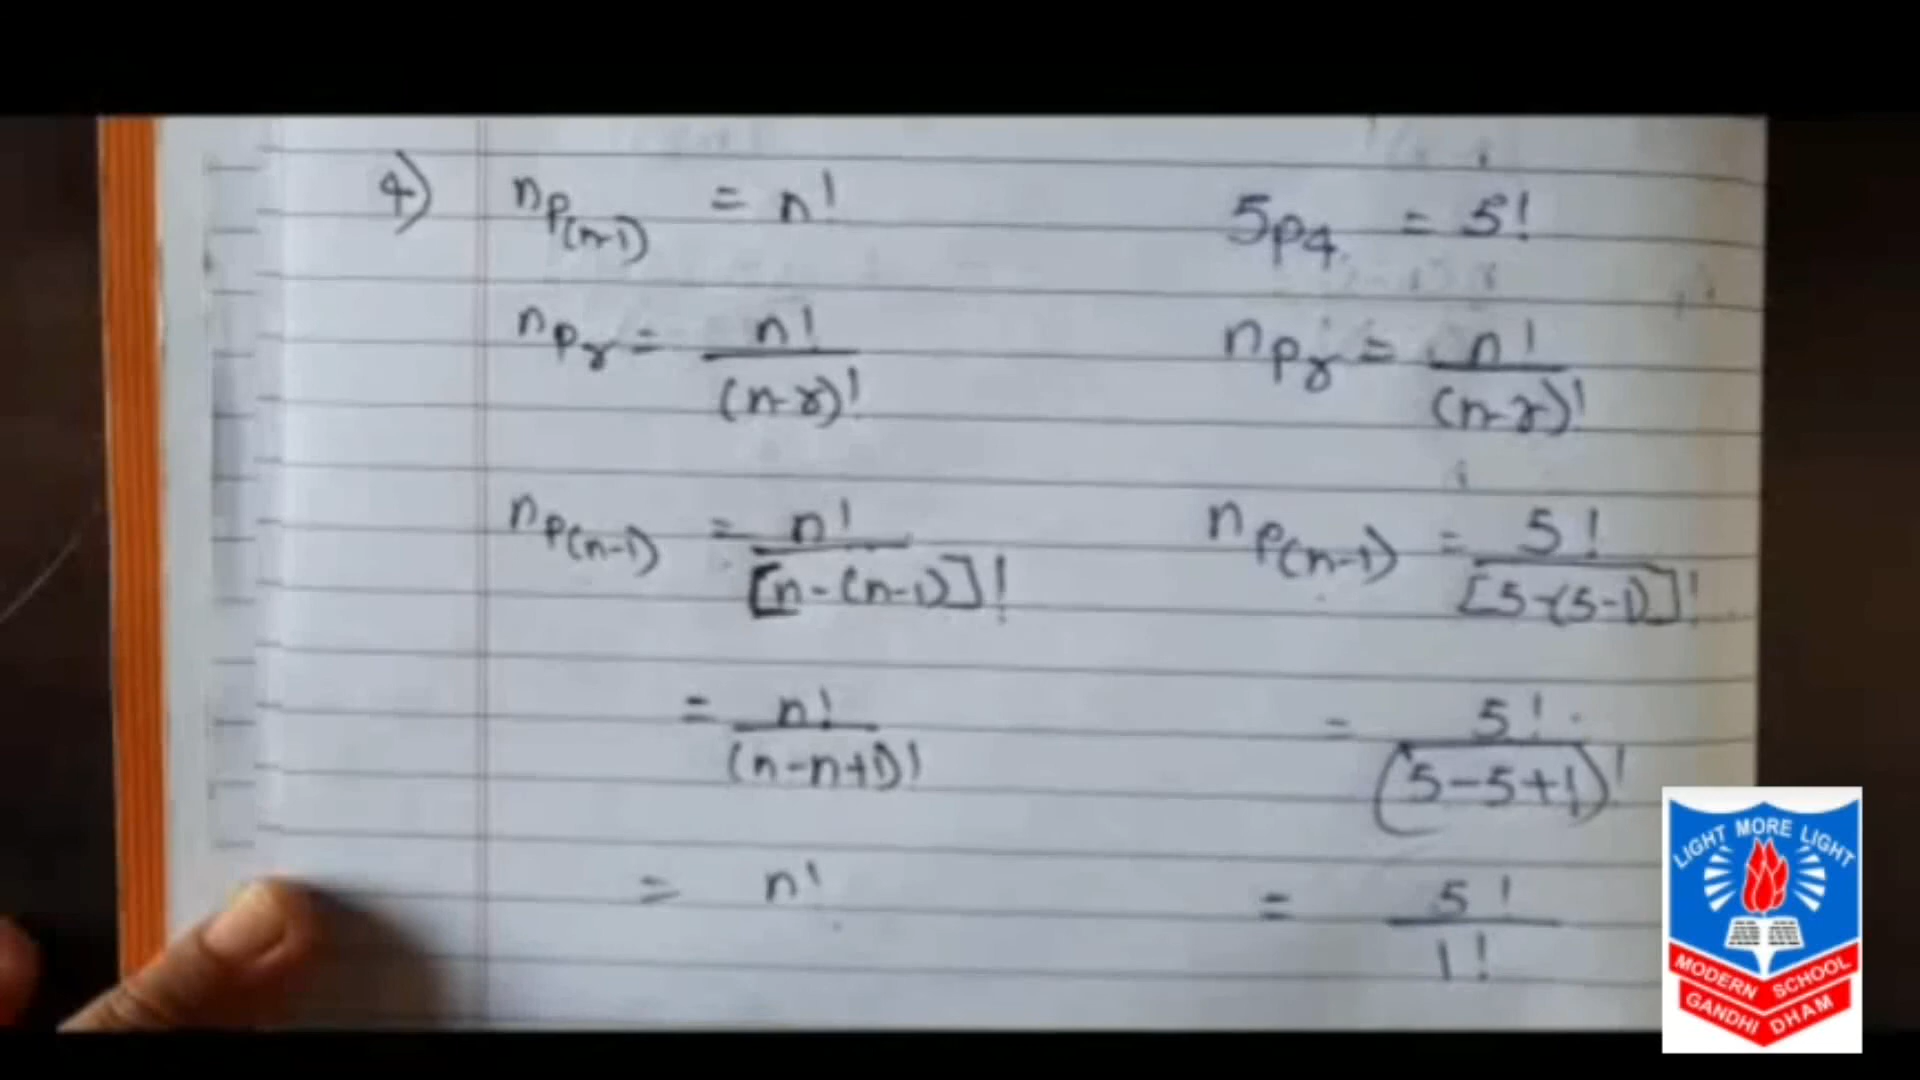 4) nP(n-1) = n! 5P4 = 5!
nPr = n! / (n-r)! nPr = n! / (n-r)!
nP(n-1) = n! / [n-(n-1)]! nP(n-1) = 5! / [5-(5-1)]!
= n! / (n-n+1)! = 5! / (5-5+1)!
= n! = 5! / 1!
LIGHT MORE LIGHT
MODERN SCHOOL
GANDHI DHAM